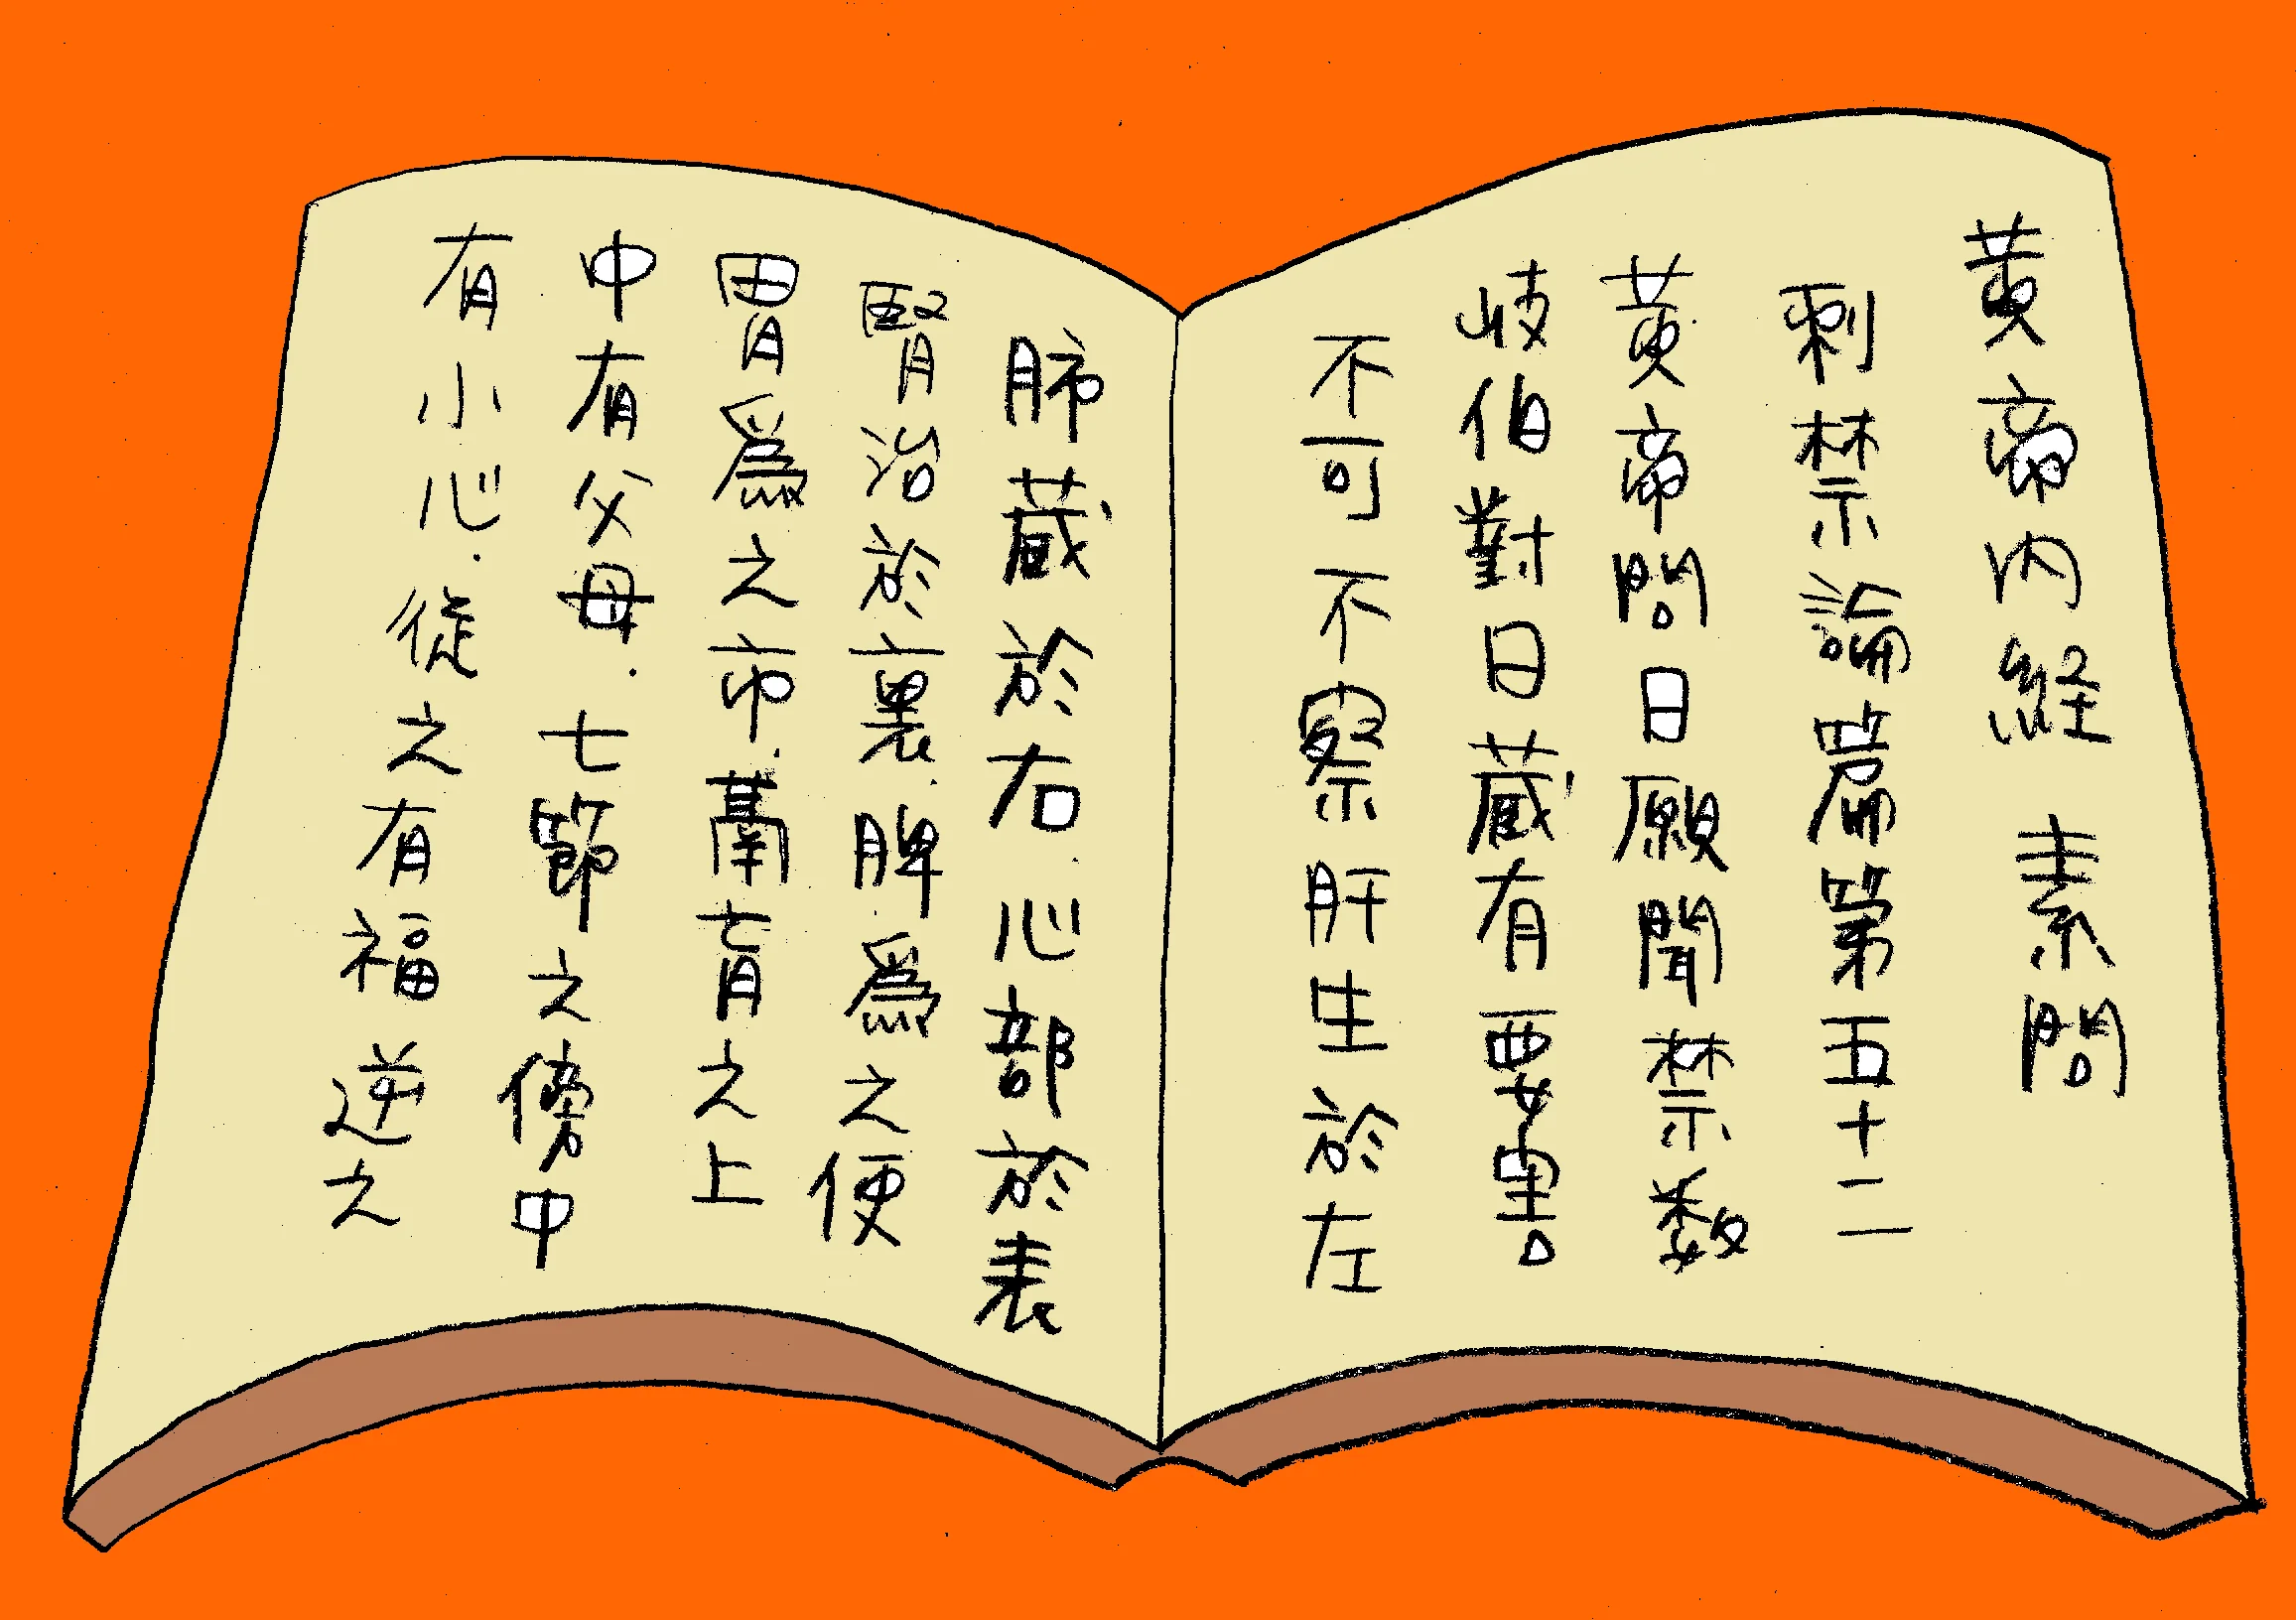 黄帝内経 素問
刺禁論篇第五十二
黄帝問曰願聞禁数
岐伯對曰蔵有要害
不可不察肝生於左
肺蔵於右.心部於表
腎治於裏.脾爲之便
胃爲之市.鬲肓之上
中有父母.七節之傍中
有小心.従之有福逆之